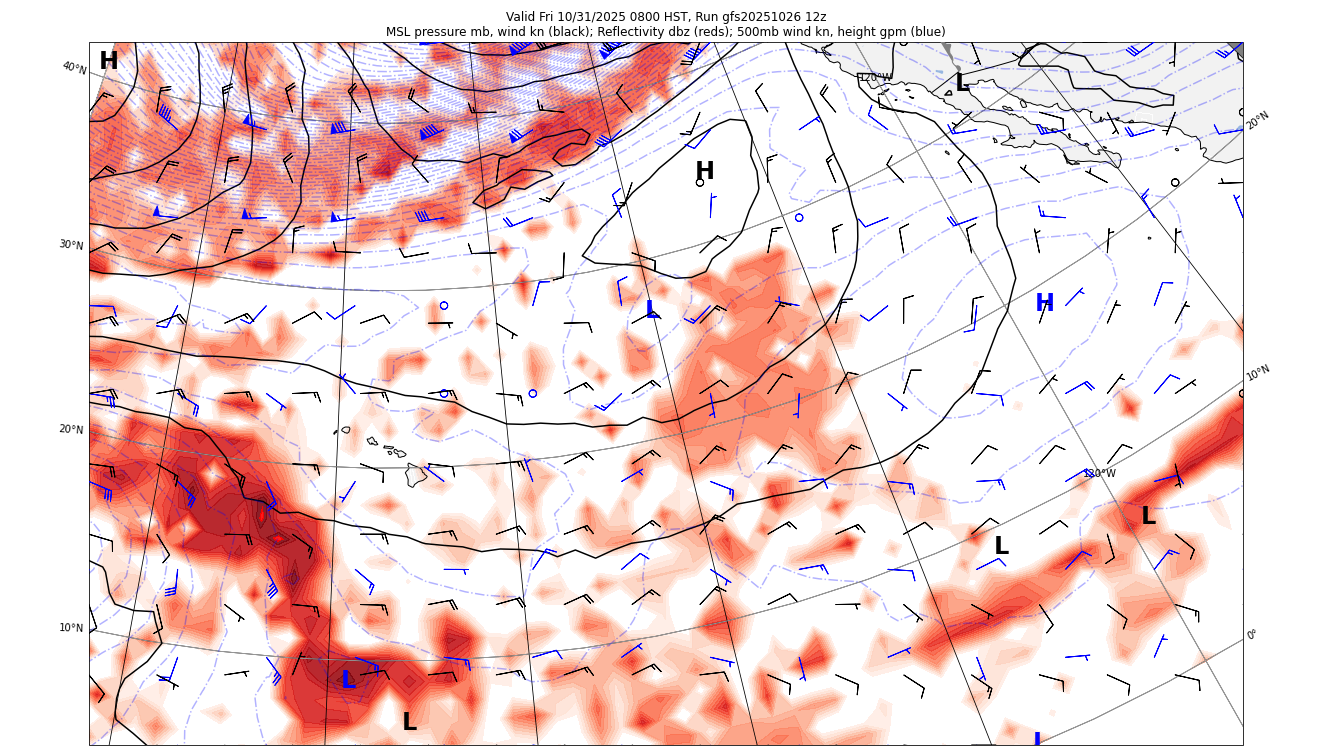 Valid Fri 10/31/2025 0800 HST, Run gfs20251026 12z
MSL pressure mb, wind kn (black); Reflectivity dbz (reds); 500mb wind kn, height gpm (blue)
H
40°N
120°W
L
20°N
H
30°N
L
H
10°N
20°N
120°W
L
L
10°N
0°
L
L
L